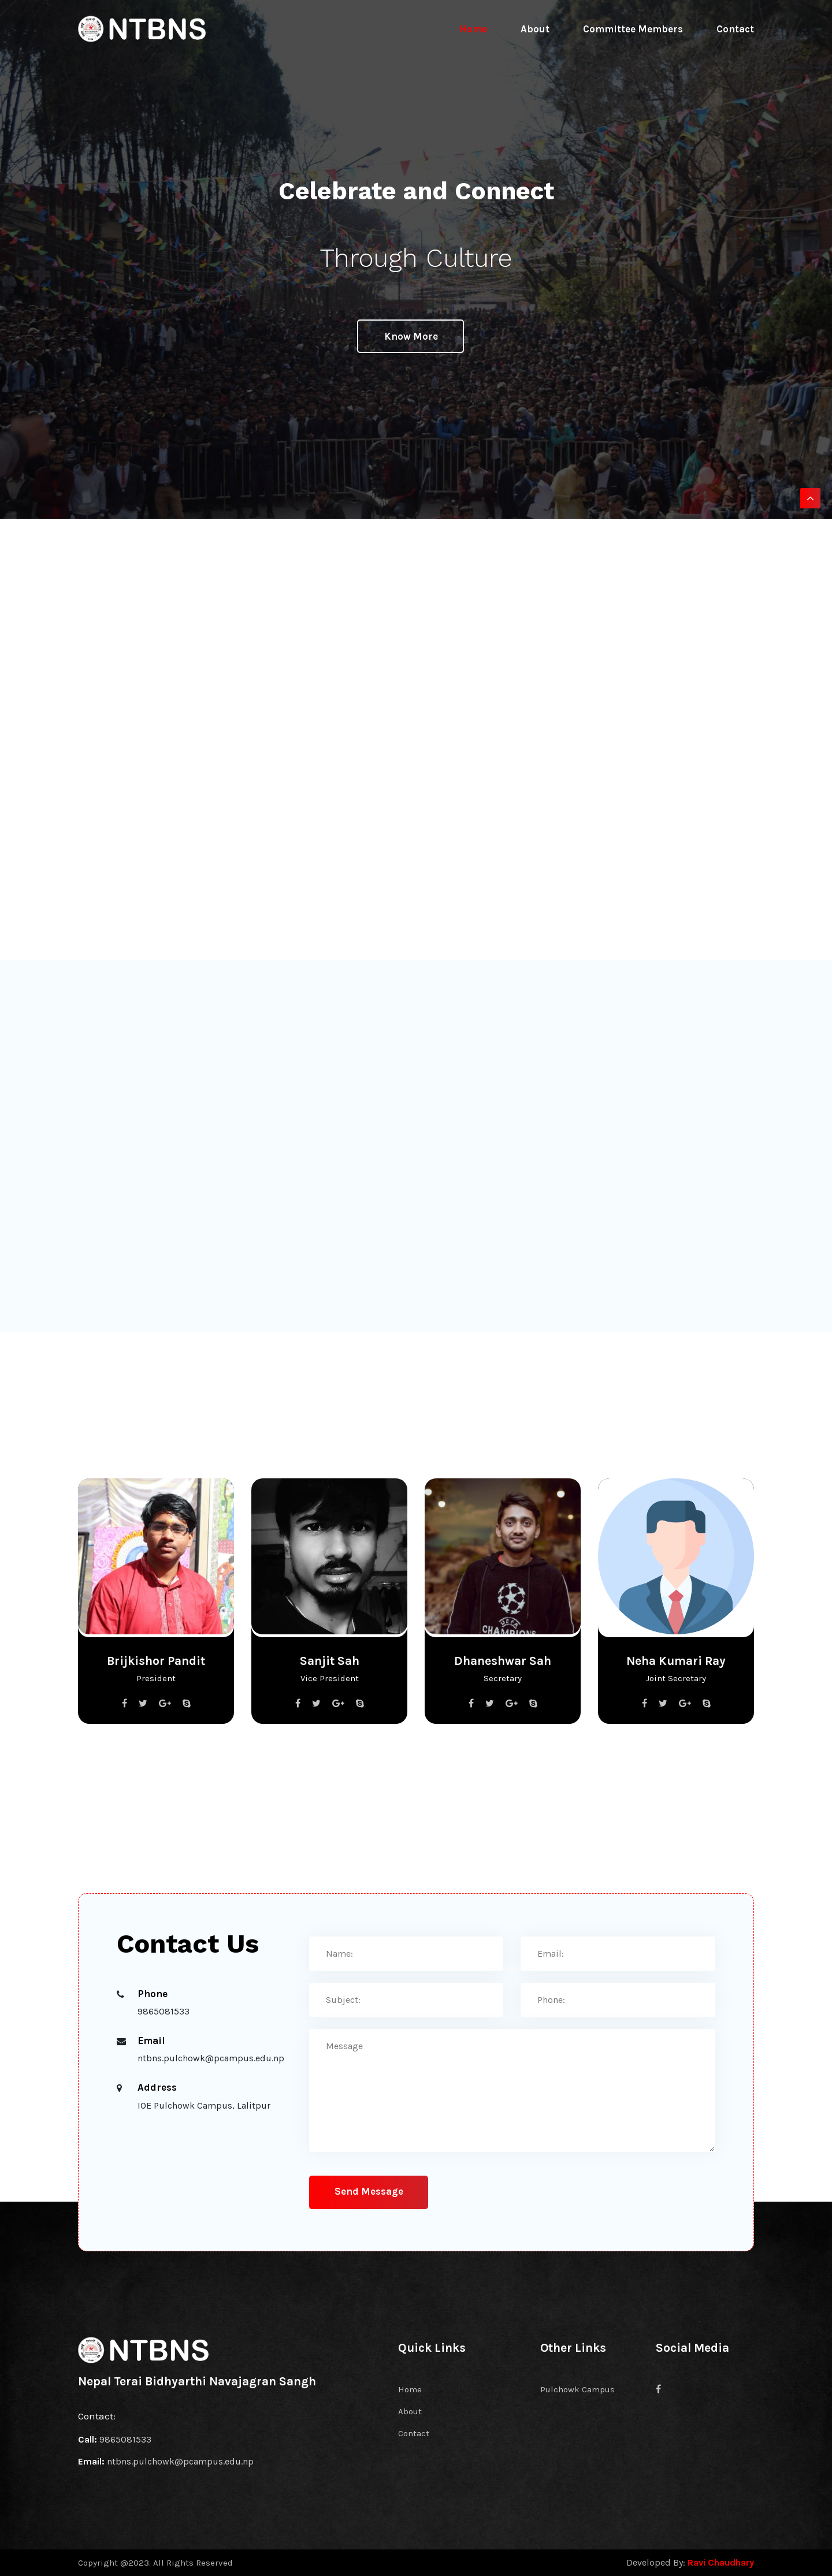 NTBNS
Home
About
Committee Members
Contact
Celebrate and Connect
Through Culture
Know More
CHAMPIONS
Brijkishor Pandit
President
Sanjit Sah
Vice President
Dhaneshwar Sah
Secretary
Neha Kumari Ray
Joint Secretary
Contact Us
Phone
9865081533
Email
ntbns.pulchowk@pcampus.edu.np
Address
IOE Pulchowk Campus, Lalitpur
Name:
Email:
Subject:
Phone:
Message
Send Message
NTBNS
Nepal Terai Bidhyarthi Navajagran Sangh
Contact:
Call: 9865081533
Email: ntbns.pulchowk@pcampus.edu.np
Quick Links
Home
About
Contact
Other Links
Pulchowk Campus
Social Media
Copyright @2023. All Rights Reserved
Developed By: Ravi Chaudhary